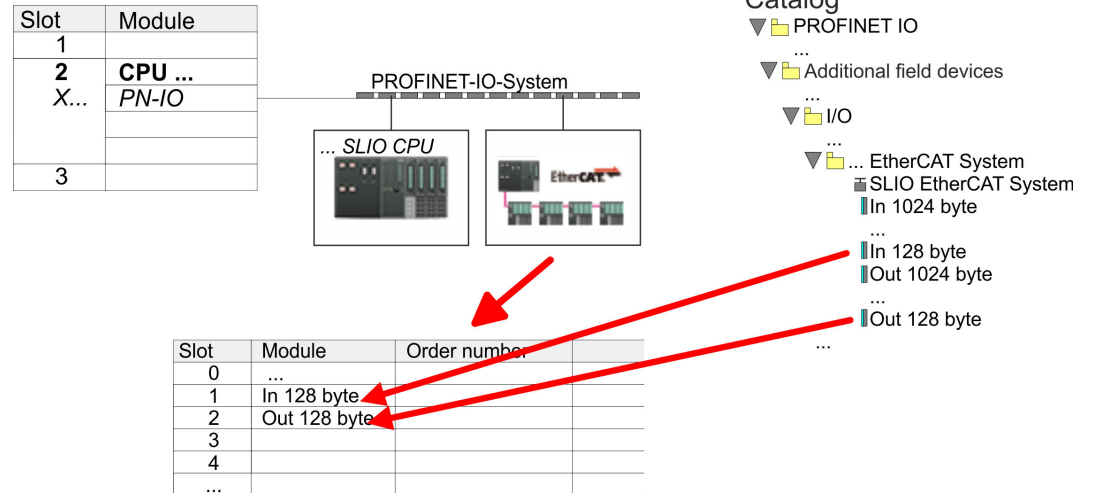 Slot Module
1
2 CPU ...
X... PN-IO
3
PROFINET-IO-System
... SLIO CPU
EtherCAT
Catalog
PROFINET IO
...
Additional field devices
...
I/O
...
... EtherCAT System
SLIO EtherCAT System
In 1024 byte
...
In 128 byte
Out 1024 byte
...
Out 128 byte
...
Slot Module Order number
0 ...
1 In 128 byte
2 Out 128 byte
3
4
...